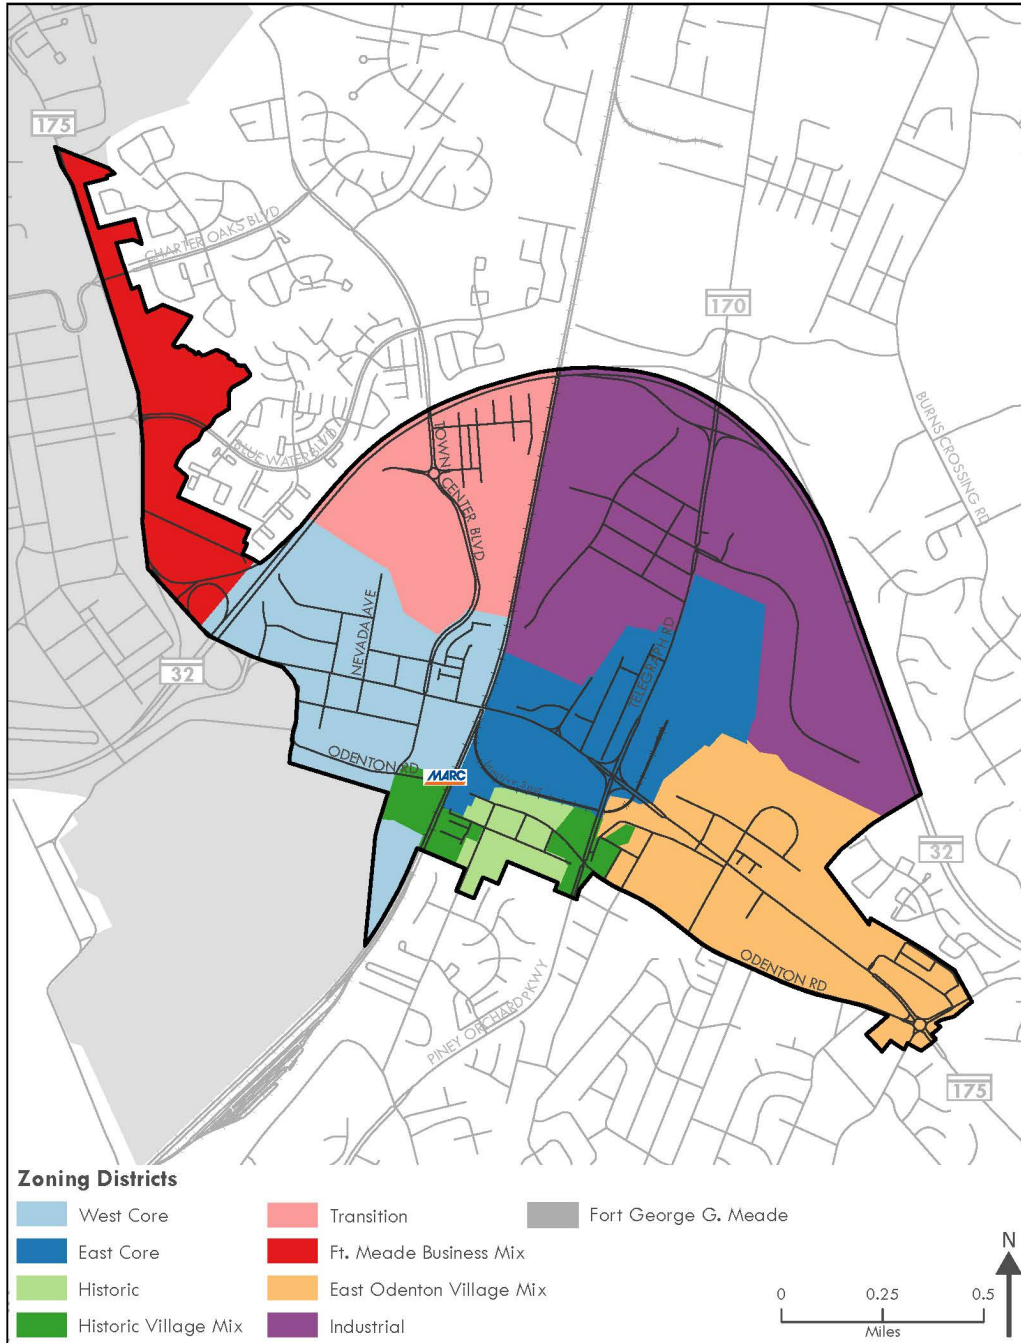 175
CHARTER OAKS BLVD
170
BURNS CROSSING RD
BLUE WATER BLVD
TOWN CENTER BLVD
NEVADA AVE
TELEGRAPH RD
32
ODENTON RD
MARC
32
ODENTON RD
PINEY ORCHARD PKWY
175
Zoning Districts
West Core
East Core
Historic
Historic Village Mix
Transition
Ft. Meade Business Mix
East Odenton Village Mix
Industrial
Fort George G. Meade
N
0 0.25 0.5
Miles